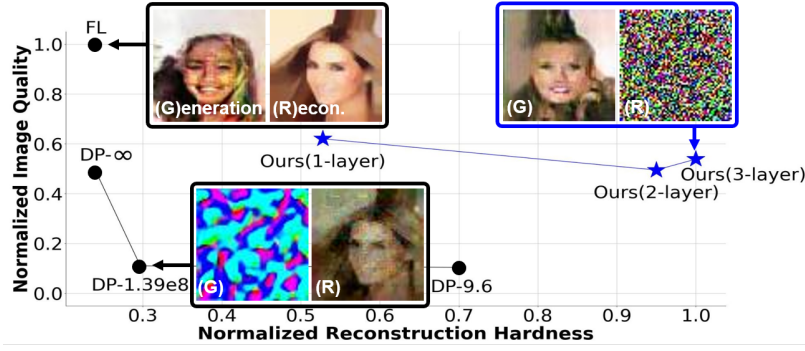 Normalized Image Quality
1.0
0.8
0.6
0.4
0.2
0.0
FL
(G)eneration
(R)econ.
(G)
(R)
DP-∞
Ours(1-layer)
Ours(2-layer)
Ours(3-layer)
DP-1.39e8
(G)
(R)
DP-9.6
0.3
0.4
0.5
0.6
0.7
0.8
0.9
1.0
Normalized Reconstruction Hardness